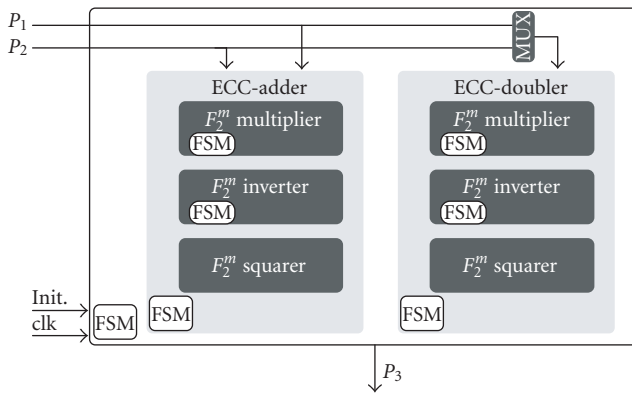 P₁
P₂
MUX
ECC-adder
F₂ᵐ multiplier
FSM
F₂ᵐ inverter
FSM
F₂ᵐ squarer
FSM
ECC-doubler
F₂ᵐ multiplier
FSM
F₂ᵐ inverter
FSM
F₂ᵐ squarer
FSM
Init.
clk
FSM
P₃